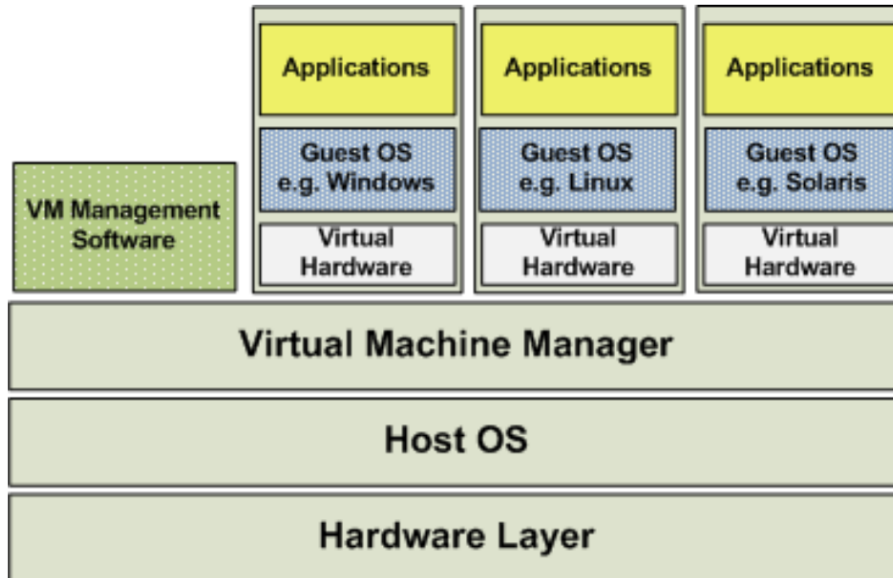 Applications
Applications
Applications
Guest OS
e.g. Windows
Guest OS
e.g. Linux
Guest OS
e.g. Solaris
VM Management
Software
Virtual
Hardware
Virtual
Hardware
Virtual
Hardware
Virtual Machine Manager
Host OS
Hardware Layer